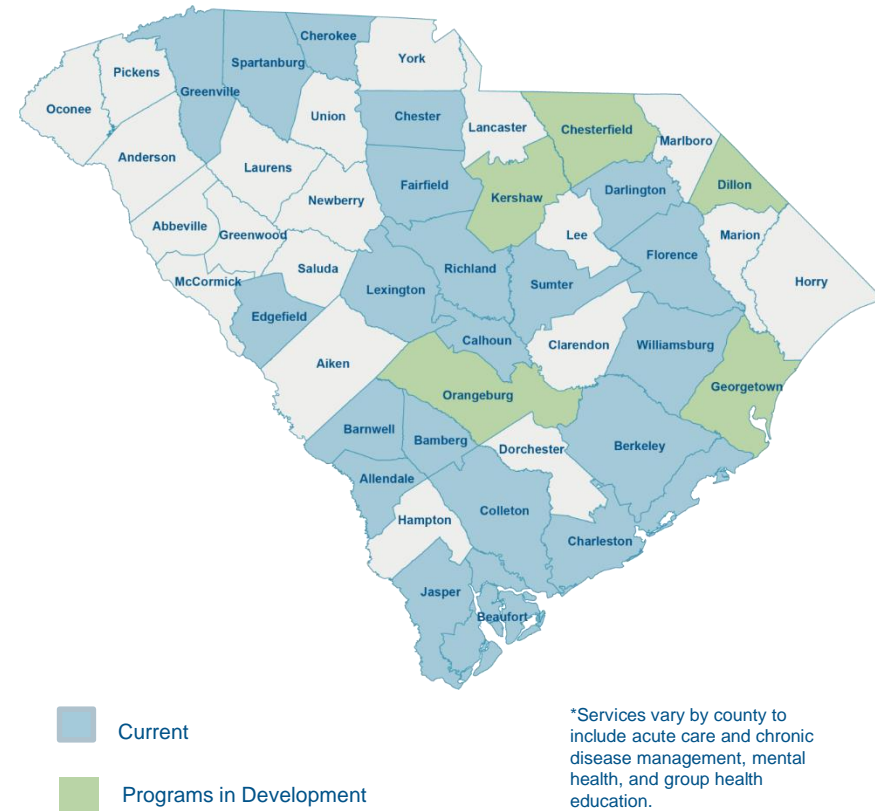 Cherokee
York
Spartanburg
Pickens
Greenville
Oconee
Union
Chester
Lancaster
Chesterfield
Marlboro
Anderson
Laurens
Fairfield
Darlington
Dillon
Kershaw
Newberry
Abbeville
Greenwood
Lee
Marion
Florence
Saluda
Richland
McCormick
Lexington
Sumter
Horry
Edgefield
Calhoun
Clarendon
Williamsburg
Aiken
Georgetown
Orangeburg
Barnwell
Bamberg
Dorchester
Berkeley
Allendale
Colleton
Hampton
Charleston
Jasper
Beaufort
Current
Programs in Development
*Services vary by county to
include acute care and chronic
disease management, mental
health, and group health
education.